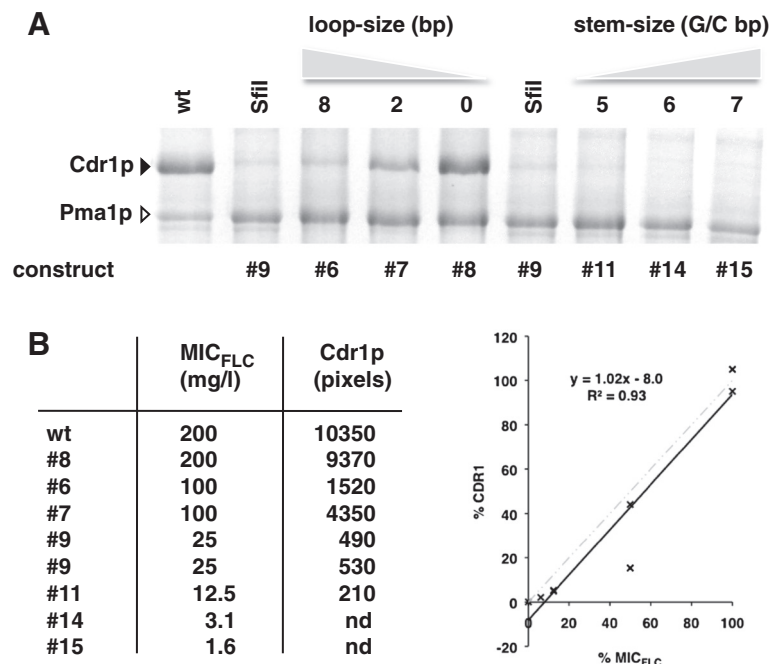 A
loop-size (bp) stem-size (G/C bp)
wt SfiI 8 2 0 SfiI 5 6 7
Cdr1p
Pma1p
construct #9 #6 #7 #8 #9 #11 #14 #15
B
MIC_FLC (mg/l) Cdr1p (pixels)
wt 200 10350
#8 200 9370
#6 100 1520
#7 100 4350
#9 25 490
#9 25 530
#11 12.5 210
#14 3.1 nd
#15 1.6 nd
120
100
80
60
40
20
0
-20
% CDR1
y = 1.02x - 8.0
R² = 0.93
0 20 40 60 80 100
% MIC_FLC